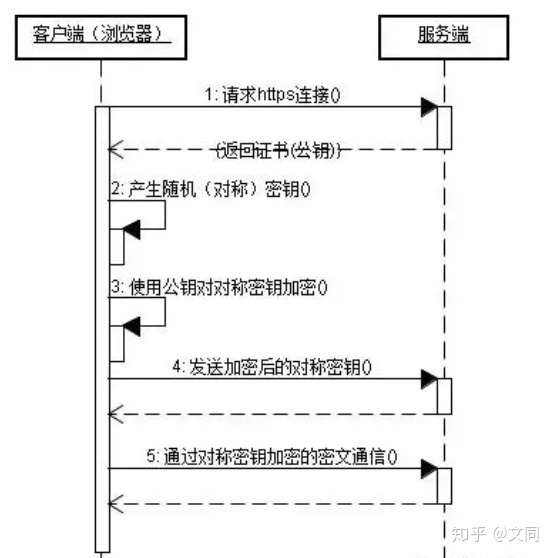 客户端（浏览器）
服务端
1: 请求https连接()
(返回证书(公钥))
2: 产生随机（对称）密钥()
3: 使用公钥对对称密钥加密()
4: 发送加密后的对称密钥()
5: 通过对称密钥加密的密文通信()
知乎 @文同